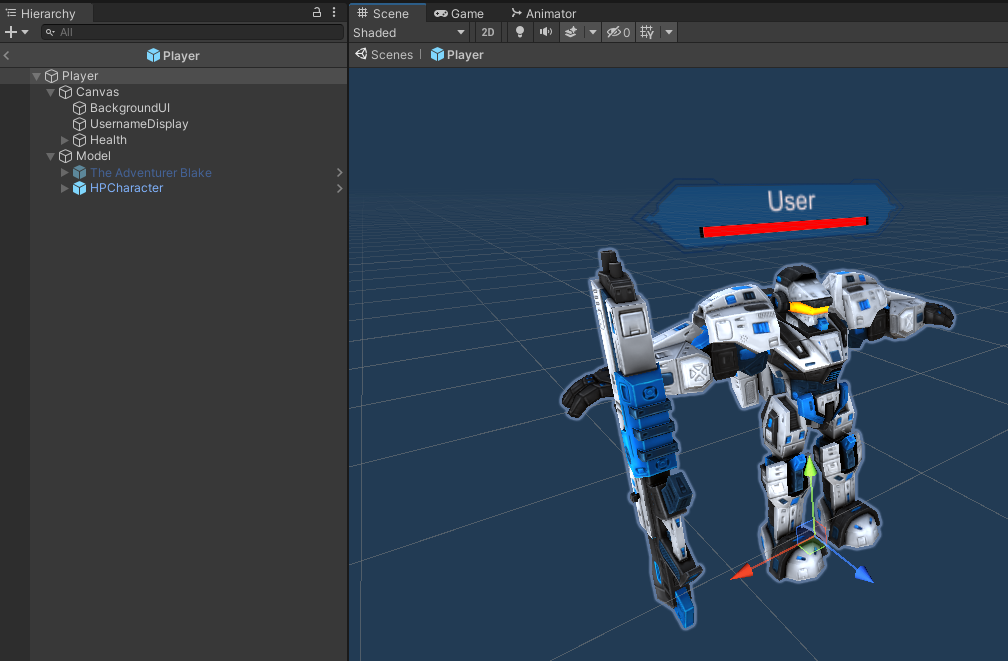 Hierarchy
All
Player
Player
Canvas
BackgroundUI
UsernameDisplay
Health
Model
The Adventurer Blake
HPCharacter
Scene Game Animator
Shaded 2D 0
Scenes Player
User